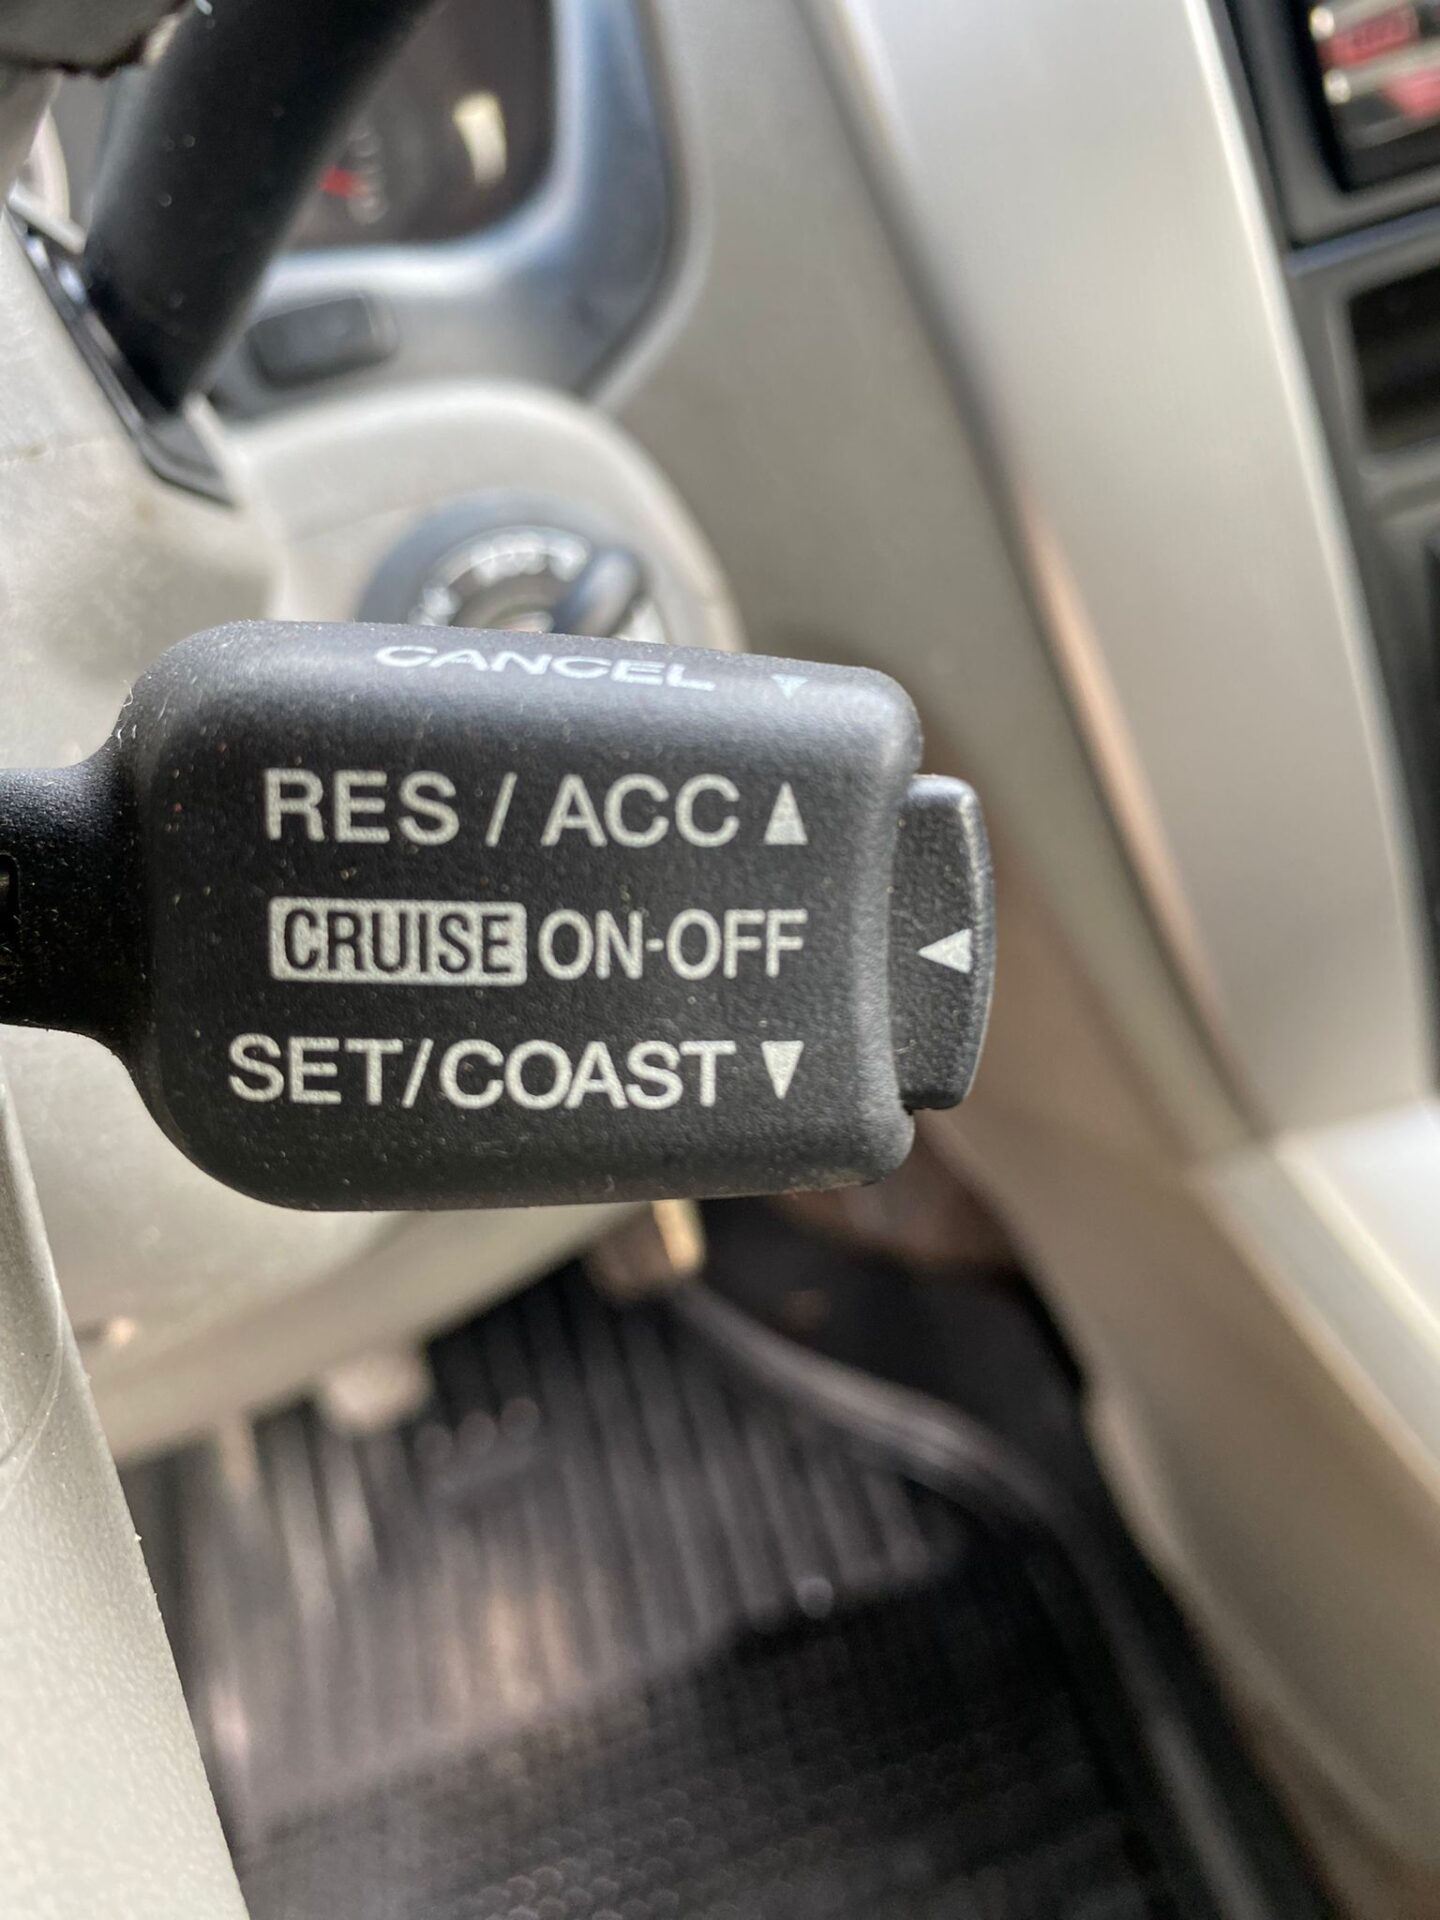 CANCEL ▼
RES / ACC ▲
CRUISE ON-OFF ◀
SET/COAST ▼